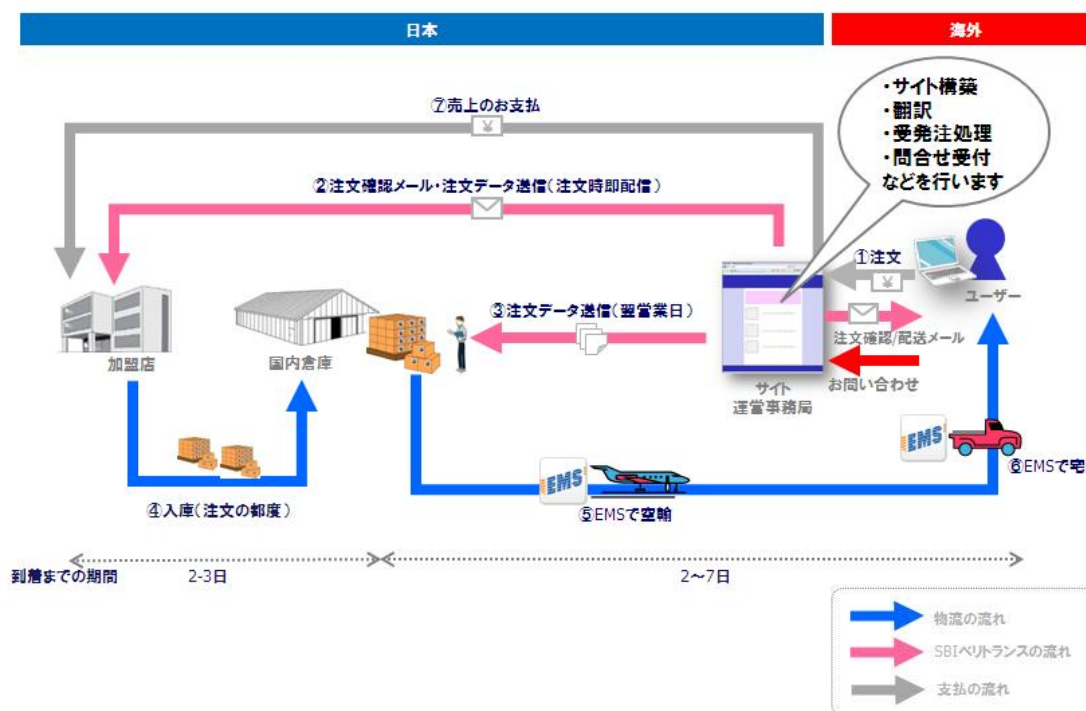 日本
海外
⑦売上のお支払
¥
・サイト構築
・翻訳
・受発注処理
・問合せ受付
などを行います
②注文確認メール・注文データ送信(注文時即配信)
①注文
¥
ユーザー
③注文データ送信(翌営業日)
注文確認/配送メール
お問い合わせ
加盟店
国内倉庫
サイト
運営事務局
EMS
EMS
④入庫(注文の都度)
⑤EMSで空輸
⑥EMSで宅
到着までの期間
2-3日
2~7日
物流の流れ
SBIベリトランスの流れ
支払の流れ